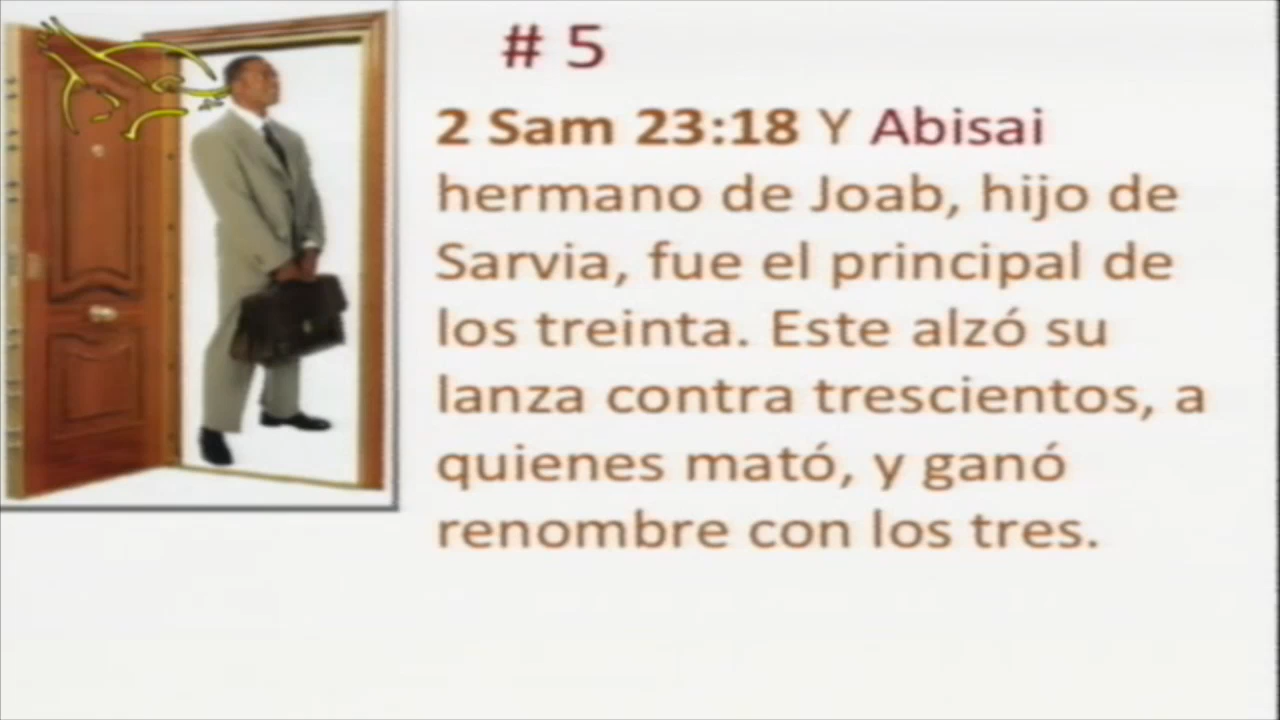 # 5
2 Sam 23:18 Y Abisai
hermano de Joab, hijo de
Sarvia, fue el principal de
los treinta. Este alzó su
lanza contra trescientos, a
quienes mató, y ganó
renombre con los tres.